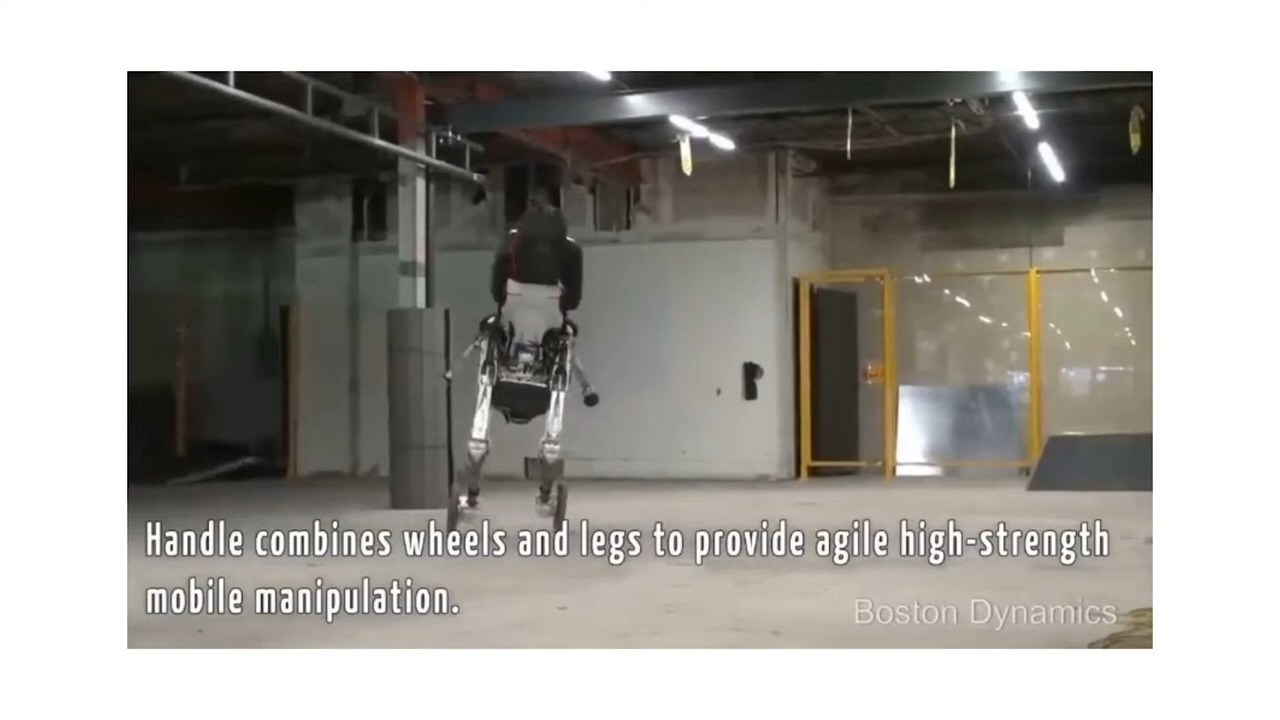 Handle combines wheels and legs to provide agile high-strength
mobile manipulation.
Boston Dynamics